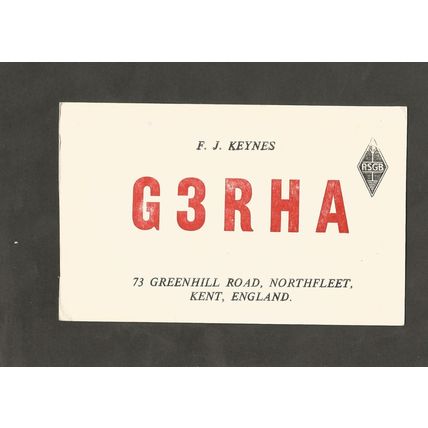 F. J. KEYNES
RSGB
G3RHA
73 GREENHILL ROAD, NORTHFLEET,
KENT, ENGLAND.